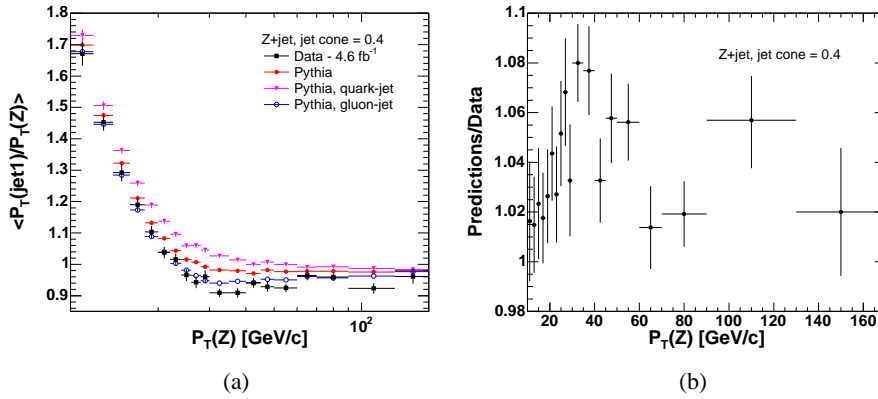 Z+jet, jet cone = 0.4
Data - 4.6 fb⁻¹
Pythia
Pythia, quark-jet
Pythia, gluon-jet
<P_T(jet1)/P_T(Z)>
1.8
1.7
1.6
1.5
1.4
1.3
1.2
1.1
1
0.9
10²
P_T(Z) [GeV/c]
(a)
Z+jet, jet cone = 0.4
Predictions/Data
1.1
1.08
1.06
1.04
1.02
1
0.98
20 40 60 80 100 120 140 160
P_T(Z) [GeV/c]
(b)